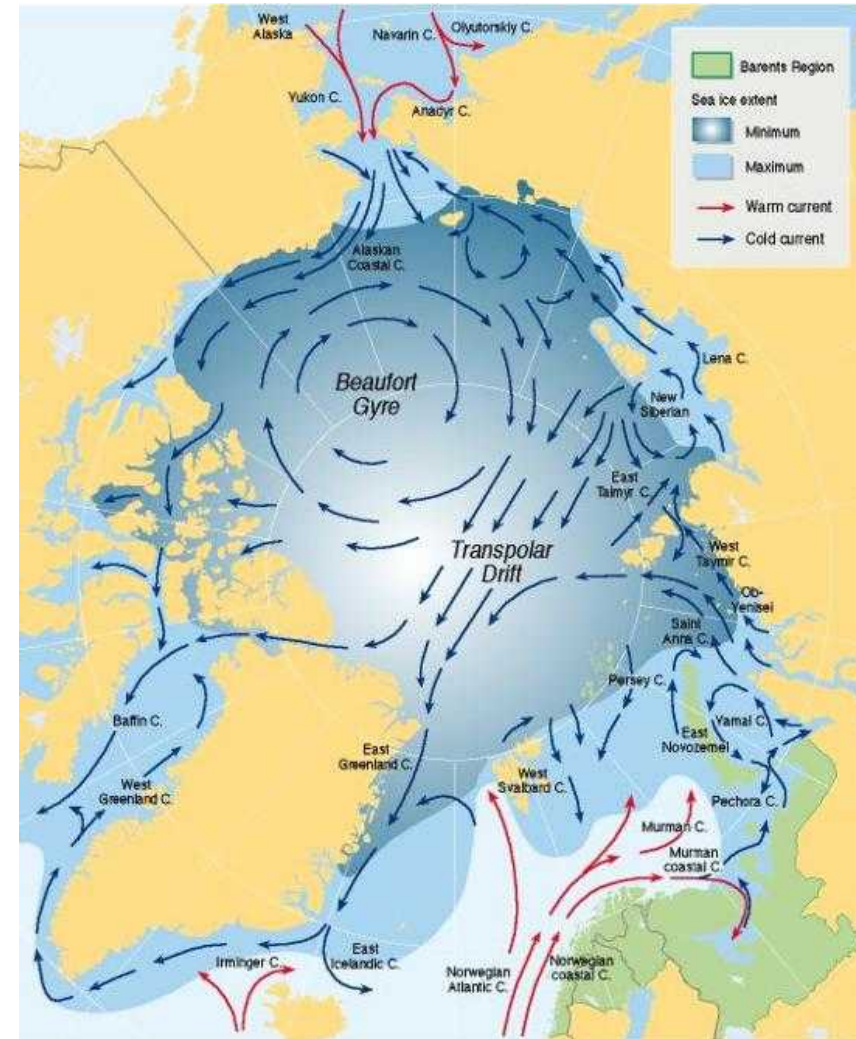 West
Alaska
Navarin C.
Olyutorskiy C.
Yukon C.
Anadyr C.
Barents Region
Sea ice extent
Minimum
Maximum
Warm current
Cold current
Alaskan
Coastal C.
Beaufort
Gyre
Lena C.
New
Siberian
East
Taimyr C.
Transpolar
Drift
West
Taymir C.
Ob-
Yenisei
Saint
Anna C.
Persey C.
Baffin C.
East
Greenland C.
West
Svalbard C.
Yamal C.
East
Novozemel
West
Greenland C.
Pechora C.
Murman C.
Murman
coastal C.
Irminger C.
East
Icelandic C.
Norwegian
Atlantic C.
Norwegian
coastal C.